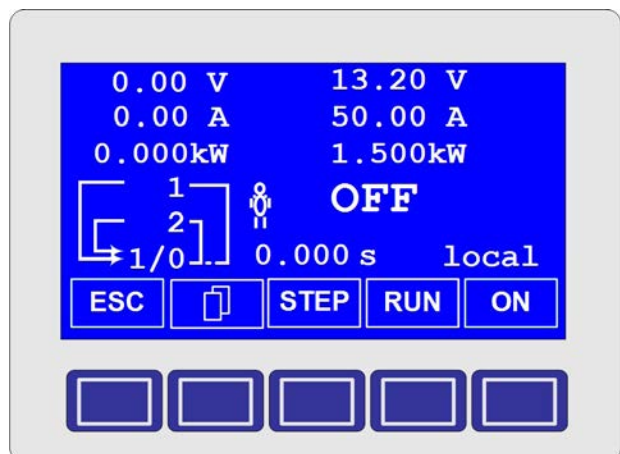 0.00 V 13.20 V
0.00 A 50.00 A
0.000kW 1.500kW
1 OFF
2
1/0 0.000 s local
ESC STEP RUN ON